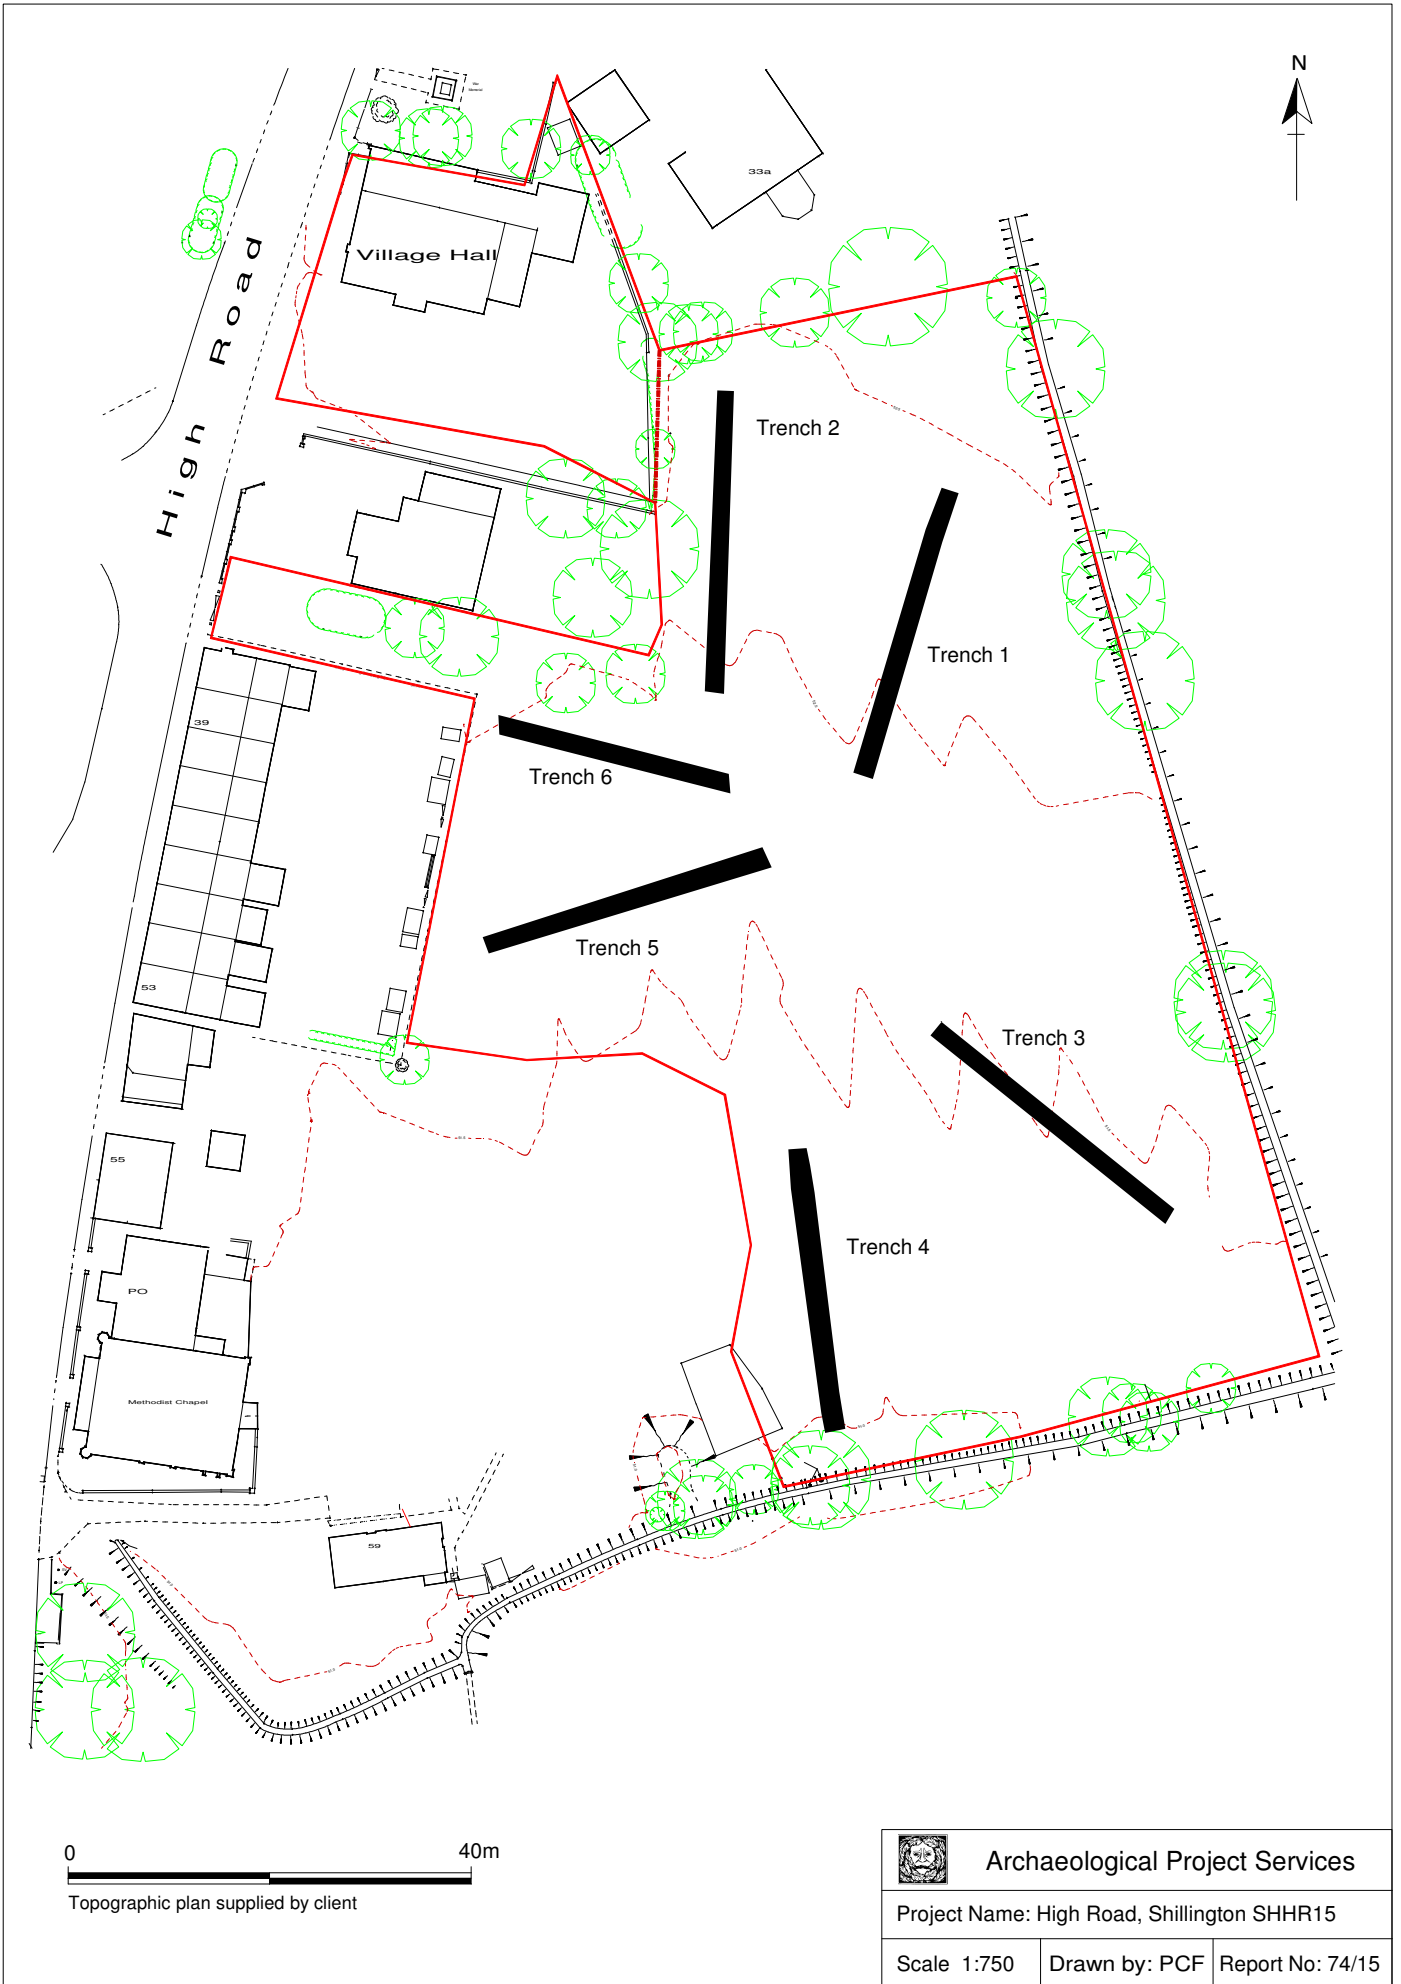 N
33a
Village Hall
High Road
Trench 2
Trench 1
39
Trench 6
Trench 5
53
Trench 3
55
Trench 4
PO
Methodist Chapel
59
0 40m
Topographic plan supplied by client
Archaeological Project Services
Project Name: High Road, Shillington SHHR15
Scale 1:750 Drawn by: PCF Report No: 74/15